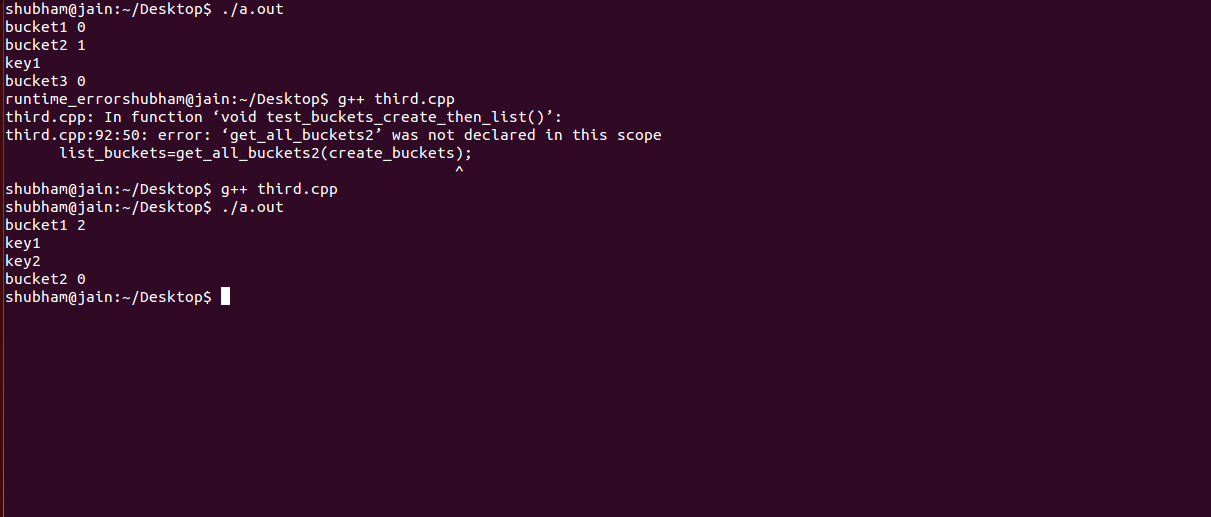 shubham@jain:~/Desktop$ ./a.out
bucket1 0
bucket2 1
key1
bucket3 0
runtime_errorshubham@jain:~/Desktop$ g++ third.cpp
third.cpp: In function ‘void test_buckets_create_then_list()’:
third.cpp:92:50: error: ‘get_all_buckets2’ was not declared in this scope
      list_buckets=get_all_buckets2(create_buckets);
                                                  ^
shubham@jain:~/Desktop$ g++ third.cpp
shubham@jain:~/Desktop$ ./a.out
bucket1 2
key1
key2
bucket2 0
shubham@jain:~/Desktop$